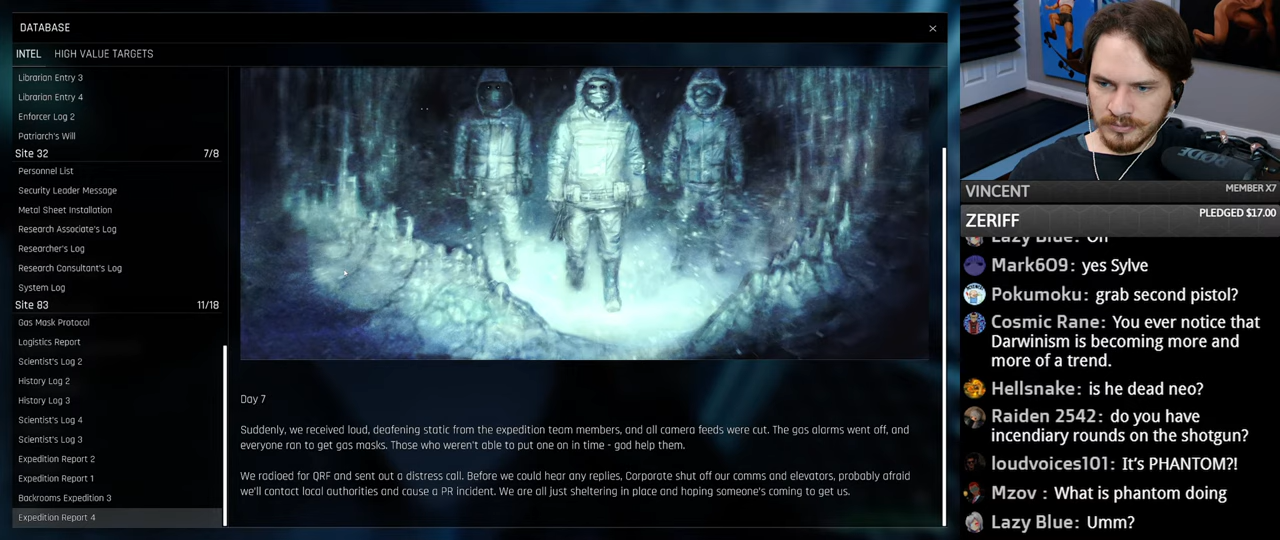 DATABASE
INTEL HIGH VALUE TARGETS
Librarian Entry 3
Librarian Entry 4
Enforcer Log 2
Patriarch's Will
Site 32 7/8
Personnel List
Security Leader Message
Metal Sheet Installation
Research Associate's Log
Researcher's Log
Research Consultant's Log
System Log
Site 83 11/18
Gas Mask Protocol
Logistics Report
Scientist's Log 2
History Log 2
History Log 3
Scientist's Log 4
Scientist's Log 3
Expedition Report 2
Expedition Report 1
Backrooms Expedition 3
Expedition Report 4
Day 7
Suddenly, we received loud, deafening static from the expedition team members, and all camera feeds were cut. The gas alarms went off, and
everyone ran to get gas masks. Those who weren't able to put one on in time - god help them.
We radioed for QRF and sent out a distress call. Before we could hear any replies, Corporate shut off our comms and elevators, probably afraid
we'll contact local authorities and cause a PR incident. We are all just sheltering in place and hoping someone's coming to get us.
RODE
VINCENT MEMBER X7
ZERIFF PLEDGED $17.00
Lazy Blue: Oh
Mark609: yes Sylve
Pokumoku: grab second pistol?
Cosmic Rane: You ever notice that
Darwinism is becoming more and
more of a trend.
Hellsnake: is he dead neo?
Raiden 2542: do you have
incendiary rounds on the shotgun?
loudvoices101: It's PHANTOM?!
Mzov : What is phantom doing
Lazy Blue: Umm?